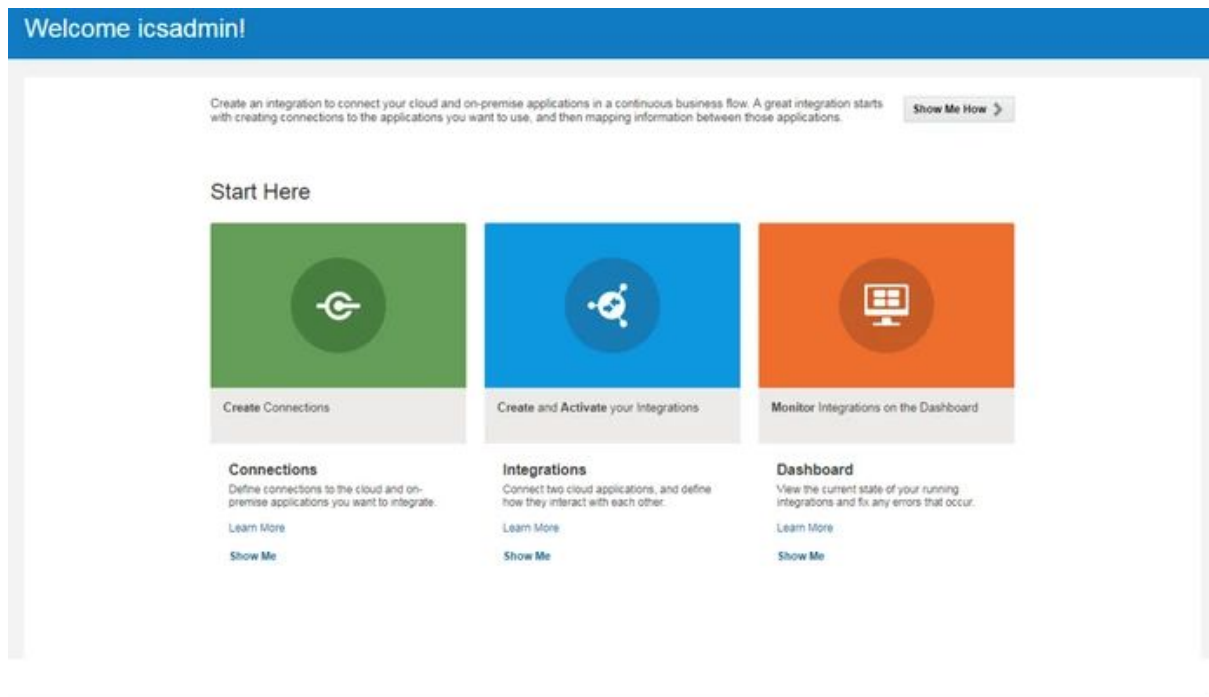 Welcome icsadmin!
Create an integration to connect your cloud and on-premise applications in a continuous business flow. A great integration starts
with creating connections to the applications you want to use, and then mapping information between those applications.
Show Me How
Start Here
Create Connections
Create and Activate your Integrations
Monitor Integrations on the Dashboard
Connections
Define connections to the cloud and on-
premise applications you want to integrate.
Learn More
Show Me
Integrations
Connect two cloud applications, and define
how they interact with each other.
Learn More
Show Me
Dashboard
View the current state of your running
integrations and fix any errors that occur.
Learn More
Show Me